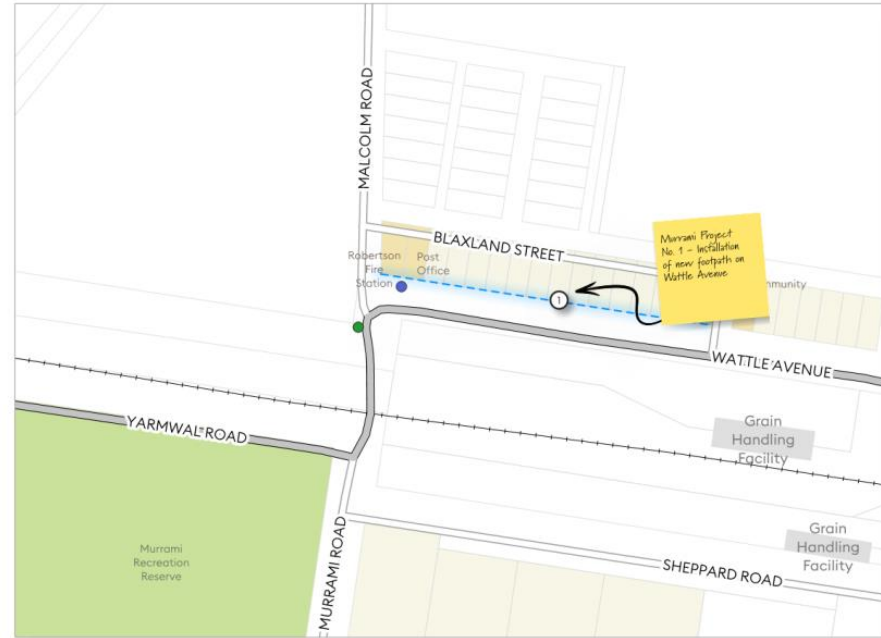 MALCOLM ROAD
BLAXLAND STREET
Robertson
Fire
Station
Post
Office
Murrami Project
No. 1 – Installation
of new footpath on
Wattle Avenue
mmunity
1
WATTLE AVENUE
YARMWAL ROAD
Grain
Handling
Facility
Grain
Handling
Facility
Murrami
Recreation
Reserve
MURRAMI ROAD
SHEPPARD ROAD